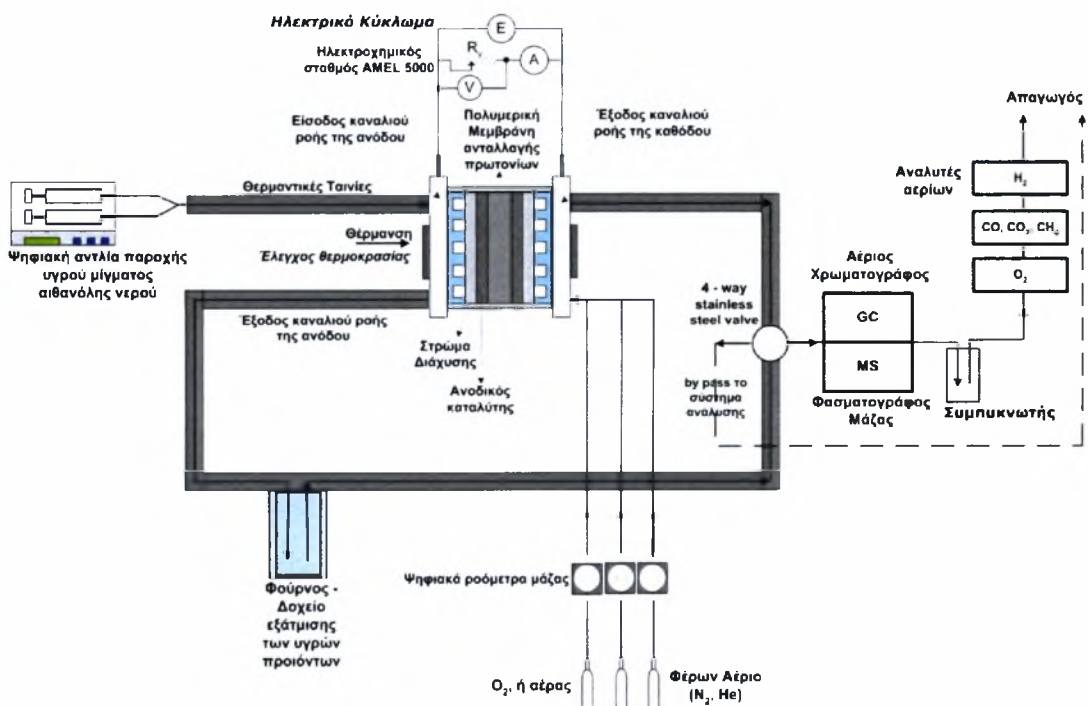 Ηλεκτρικό Κύκλωμα
E
Ηλεκτροχημικός
σταθμός AMEL 5000
Rv
A
V
Είσοδος καναλιού
ροής της ανόδου
Πολυμερική
Μεμβράνη
ανταλλαγής
πρωτονίων
Έξοδος καναλιού
ροής της καθόδου
Απαγωγός
Αναλυτές
αερίων
H2
CO, CO2, CH4
O2
Θερμαντικές Ταινίες
Ψηφιακή αντλία παροχής
υγρού μίγματος
αιθανόλης νερού
Θέρμανση
Έλεγχος θερμοκρασίας
Έξοδος καναλιού ροής
της ανόδου
Στρώμα
Διάχυσης
Ανοδικός
καταλύτης
4 - way
stainless
steel valve
by pass το
σύστημα
ανάλυσης
Αέριος
Χρωματογράφος
GC
MS
Φασματογράφος
Μάζας
Συμπυκνωτής
Φούρνος -
Δοχείο
εξάτμισης
των υγρών
προιόντων
Ψηφιακά ροόμετρα μάζας
O2, ή αέρας
Φέρων Αέριο
(N2, He)